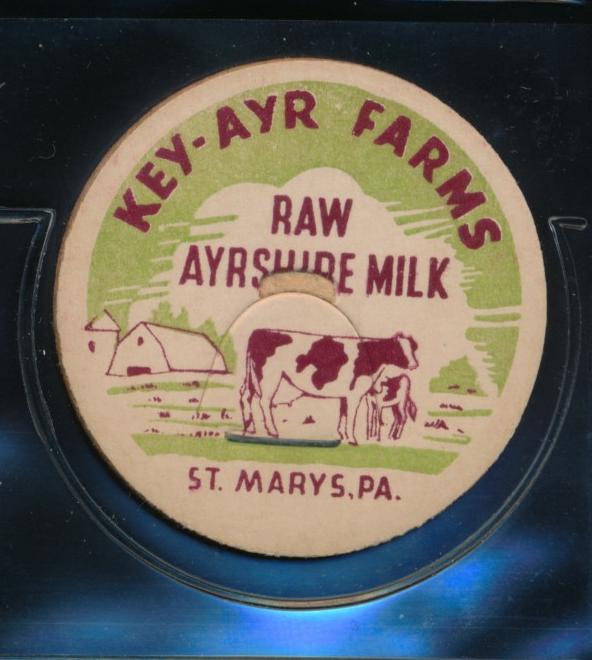 KEY-AYR FARMS
RAW
AYRSHIRE MILK
ST. MARYS, PA.